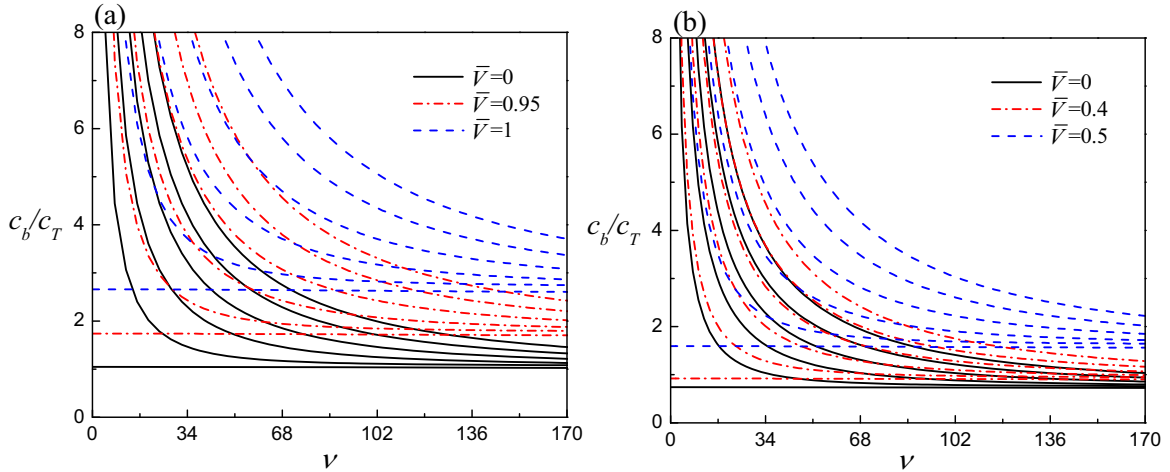 (a)
8
6
4
2
0
c_b/c_T
V̄=0
V̄=0.95
V̄=1
0 34 68 102 136 170
ν
(b)
8
6
4
2
0
c_b/c_T
V̄=0
V̄=0.4
V̄=0.5
0 34 68 102 136 170
ν